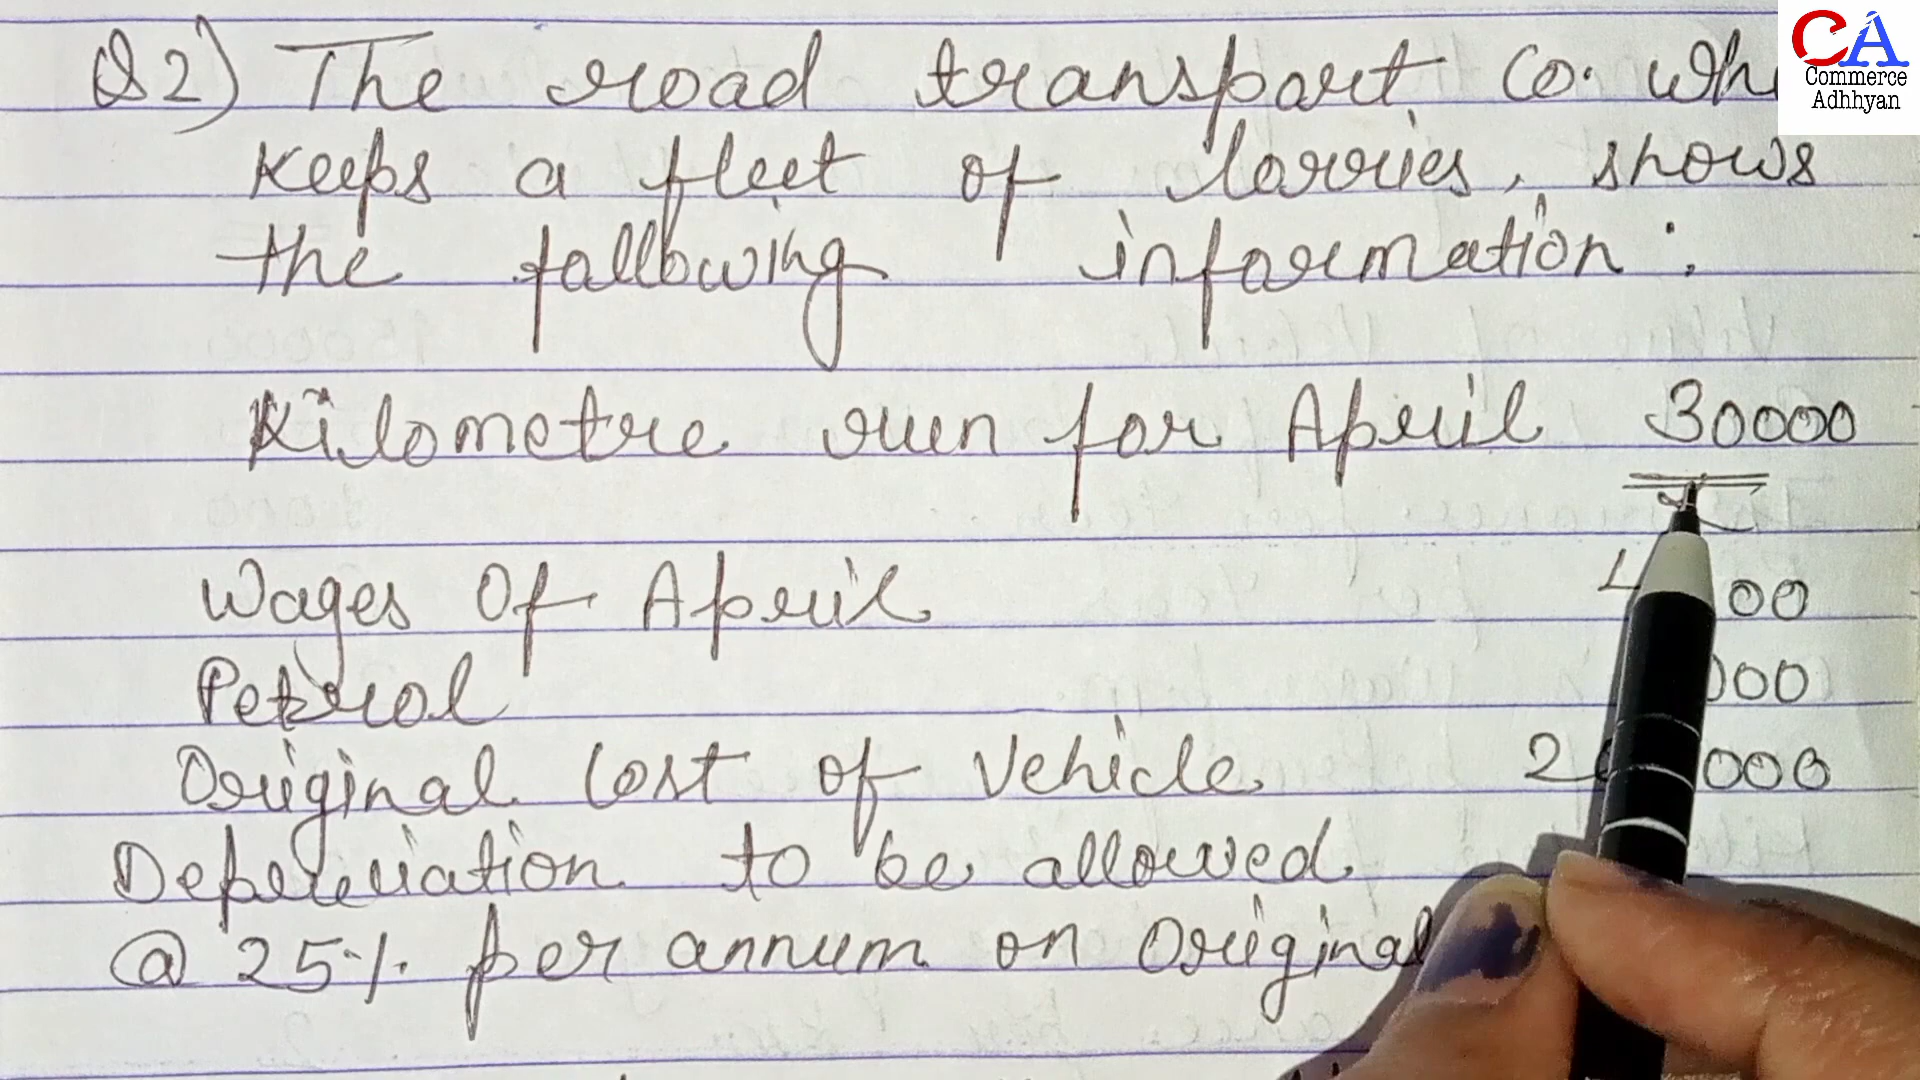 CA
Commerce
Adhhyan
Q2) The road transport Co. wh
keeps a fleet of lorries, shows
the following information :
Kilometre run for April 30000
Wages Of April 00
Petrol 000
Original Cost of Vehicle 2 000
Depreciation to be allowed
@ 25% per annum on Original